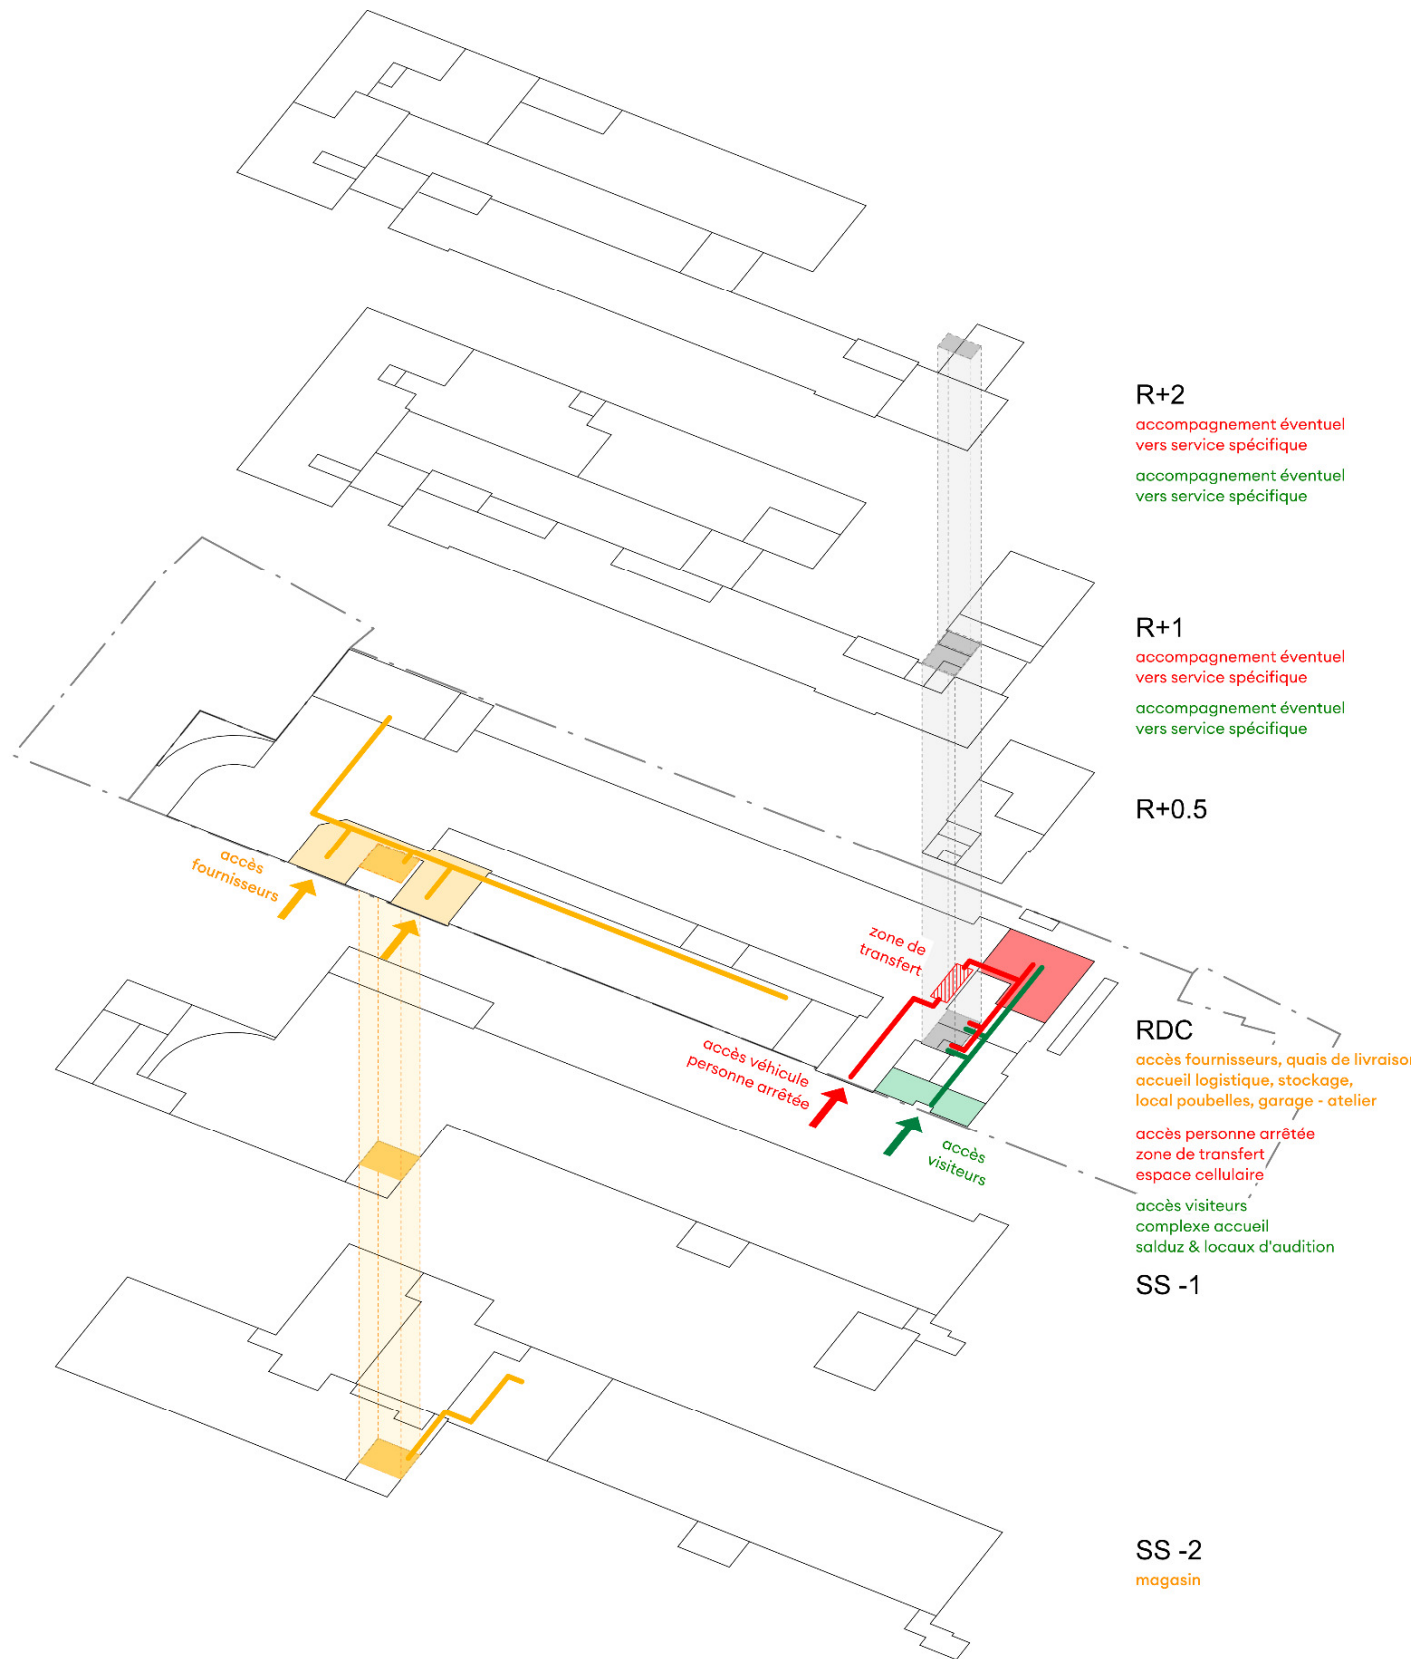 R+2
accompagnement éventuel
vers service spécifique
accompagnement éventuel
vers service spécifique
R+1
accompagnement éventuel
vers service spécifique
accompagnement éventuel
vers service spécifique
R+0.5
accès
fournisseurs
zone de
transfert
accès véhicule
personne arrêtée
accès
visiteurs
RDC
accès fournisseurs, quais de livraison
accueil logistique, stockage,
local poubelles, garage - atelier
accès personne arrêtée
zone de transfert
espace cellulaire
accès visiteurs
complexe accueil
salduz & locaux d'audition
SS -1
SS -2
magasin